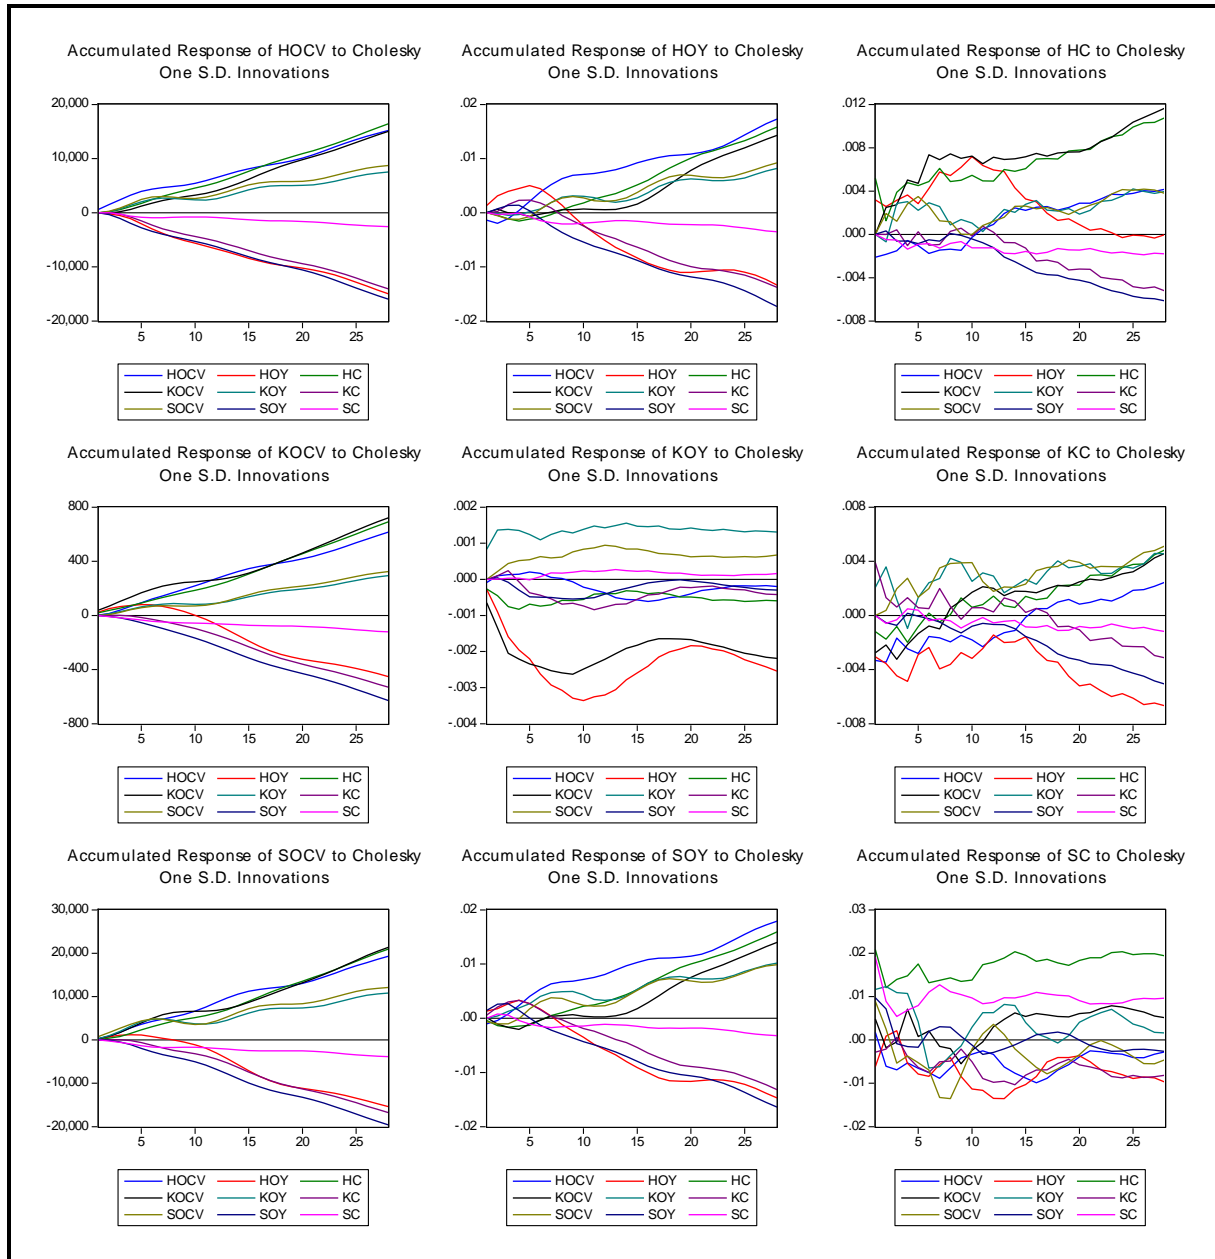 Accumulated Response of HOCV to Cholesky
One S.D. Innovations
20,000
10,000
0
-10,000
-20,000
5 10 15 20 25
HOCV HOY HC
KOCV KOY KC
SOCV SOY SC
Accumulated Response of HOY to Cholesky
One S.D. Innovations
.02
.01
.00
-.01
-.02
5 10 15 20 25
HOCV HOY HC
KOCV KOY KC
SOCV SOY SC
Accumulated Response of HC to Cholesky
One S.D. Innovations
.012
.008
.004
.000
-.004
-.008
5 10 15 20 25
HOCV HOY HC
KOCV KOY KC
SOCV SOY SC
Accumulated Response of KOCV to Cholesky
One S.D. Innovations
800
400
0
-400
-800
5 10 15 20 25
HOCV HOY HC
KOCV KOY KC
SOCV SOY SC
Accumulated Response of KOY to Cholesky
One S.D. Innovations
.002
.001
.000
-.001
-.002
-.003
-.004
5 10 15 20 25
HOCV HOY HC
KOCV KOY KC
SOCV SOY SC
Accumulated Response of KC to Cholesky
One S.D. Innovations
.008
.004
.000
-.004
-.008
5 10 15 20 25
HOCV HOY HC
KOCV KOY KC
SOCV SOY SC
Accumulated Response of SOCV to Cholesky
One S.D. Innovations
30,000
20,000
10,000
0
-10,000
-20,000
5 10 15 20 25
HOCV HOY HC
KOCV KOY KC
SOCV SOY SC
Accumulated Response of SOY to Cholesky
One S.D. Innovations
.02
.01
.00
-.01
-.02
5 10 15 20 25
HOCV HOY HC
KOCV KOY KC
SOCV SOY SC
Accumulated Response of SC to Cholesky
One S.D. Innovations
.03
.02
.01
.00
-.01
-.02
5 10 15 20 25
HOCV HOY HC
KOCV KOY KC
SOCV SOY SC